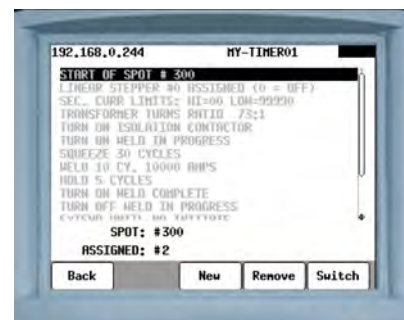 192.168.0.244 MY-TIMER01
START OF SPOT # 300
LINEAR STEPPER #0 ASSIGNED (0 = OFF)
SEC. CURR LIMITS: HI=00 LOW=99990
TRANSFORMER TURNS RATIO 73:1
TURN ON ISOLATION CONTACTOR
TURN ON WELD IN PROGRESS
SQUEEZE 30 CYCLES
WELD 10 CY. 10000 AMPS
HOLD 5 CYCLES
TURN ON WELD COMPLETE
TURN OFF WELD IN PROGRESS
SPOT: #300
ASSIGNED: #2
Back New Remove Switch